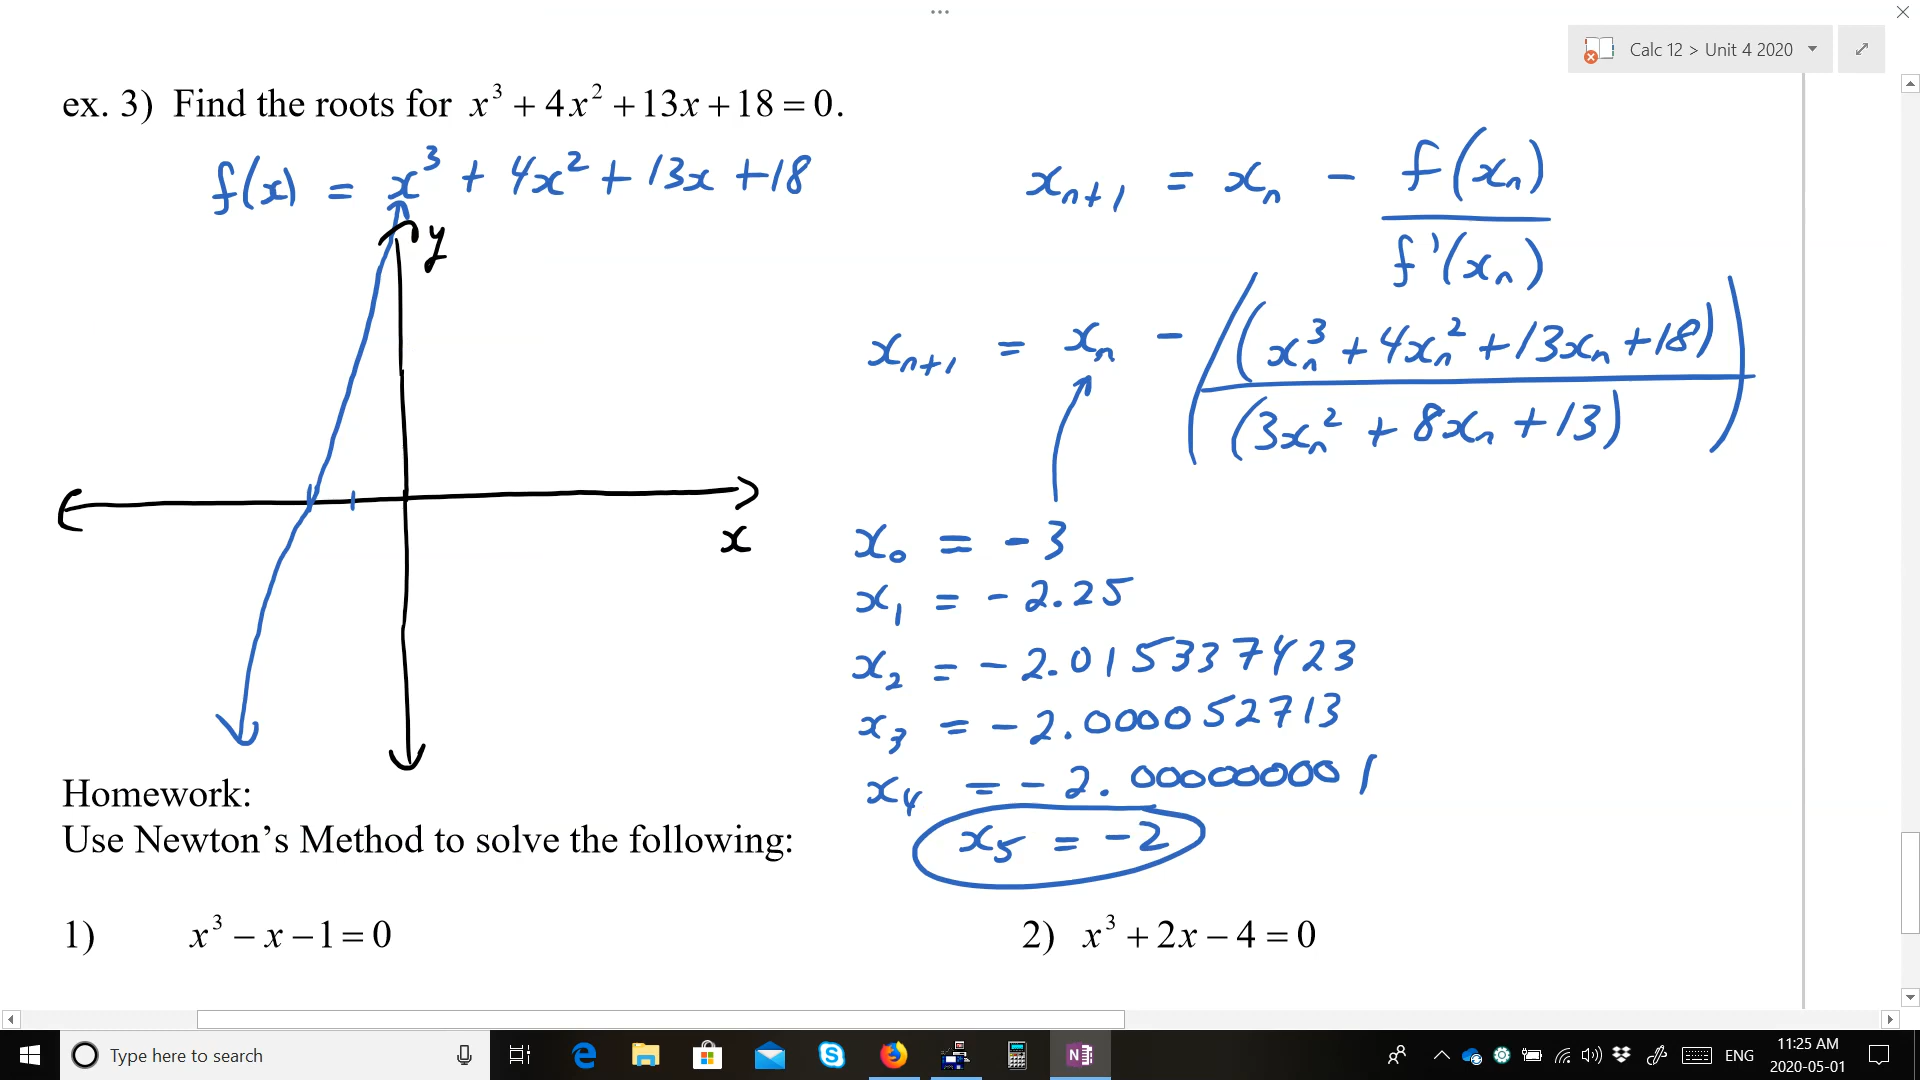 Calc 12 > Unit 4 2020
ex. 3) Find the roots for x³ + 4x² + 13x + 18 = 0.
f(x) = x³ + 4x² + 13x + 18
y
x
xₙ₊₁ = xₙ − f(xₙ) / f'(xₙ)
xₙ₊₁ = xₙ − ((xₙ³ + 4xₙ² + 13xₙ + 18) / (3xₙ² + 8xₙ + 13))
x₀ = −3
x₁ = −2.25
x₂ = −2.015337423
x₃ = −2.000052713
x₄ = −2.0000000001
x₅ = −2
Homework:
Use Newton’s Method to solve the following:
1) x³ − x − 1 = 0
2) x³ + 2x − 4 = 0
Type here to search
ENG
11:25 AM
2020-05-01